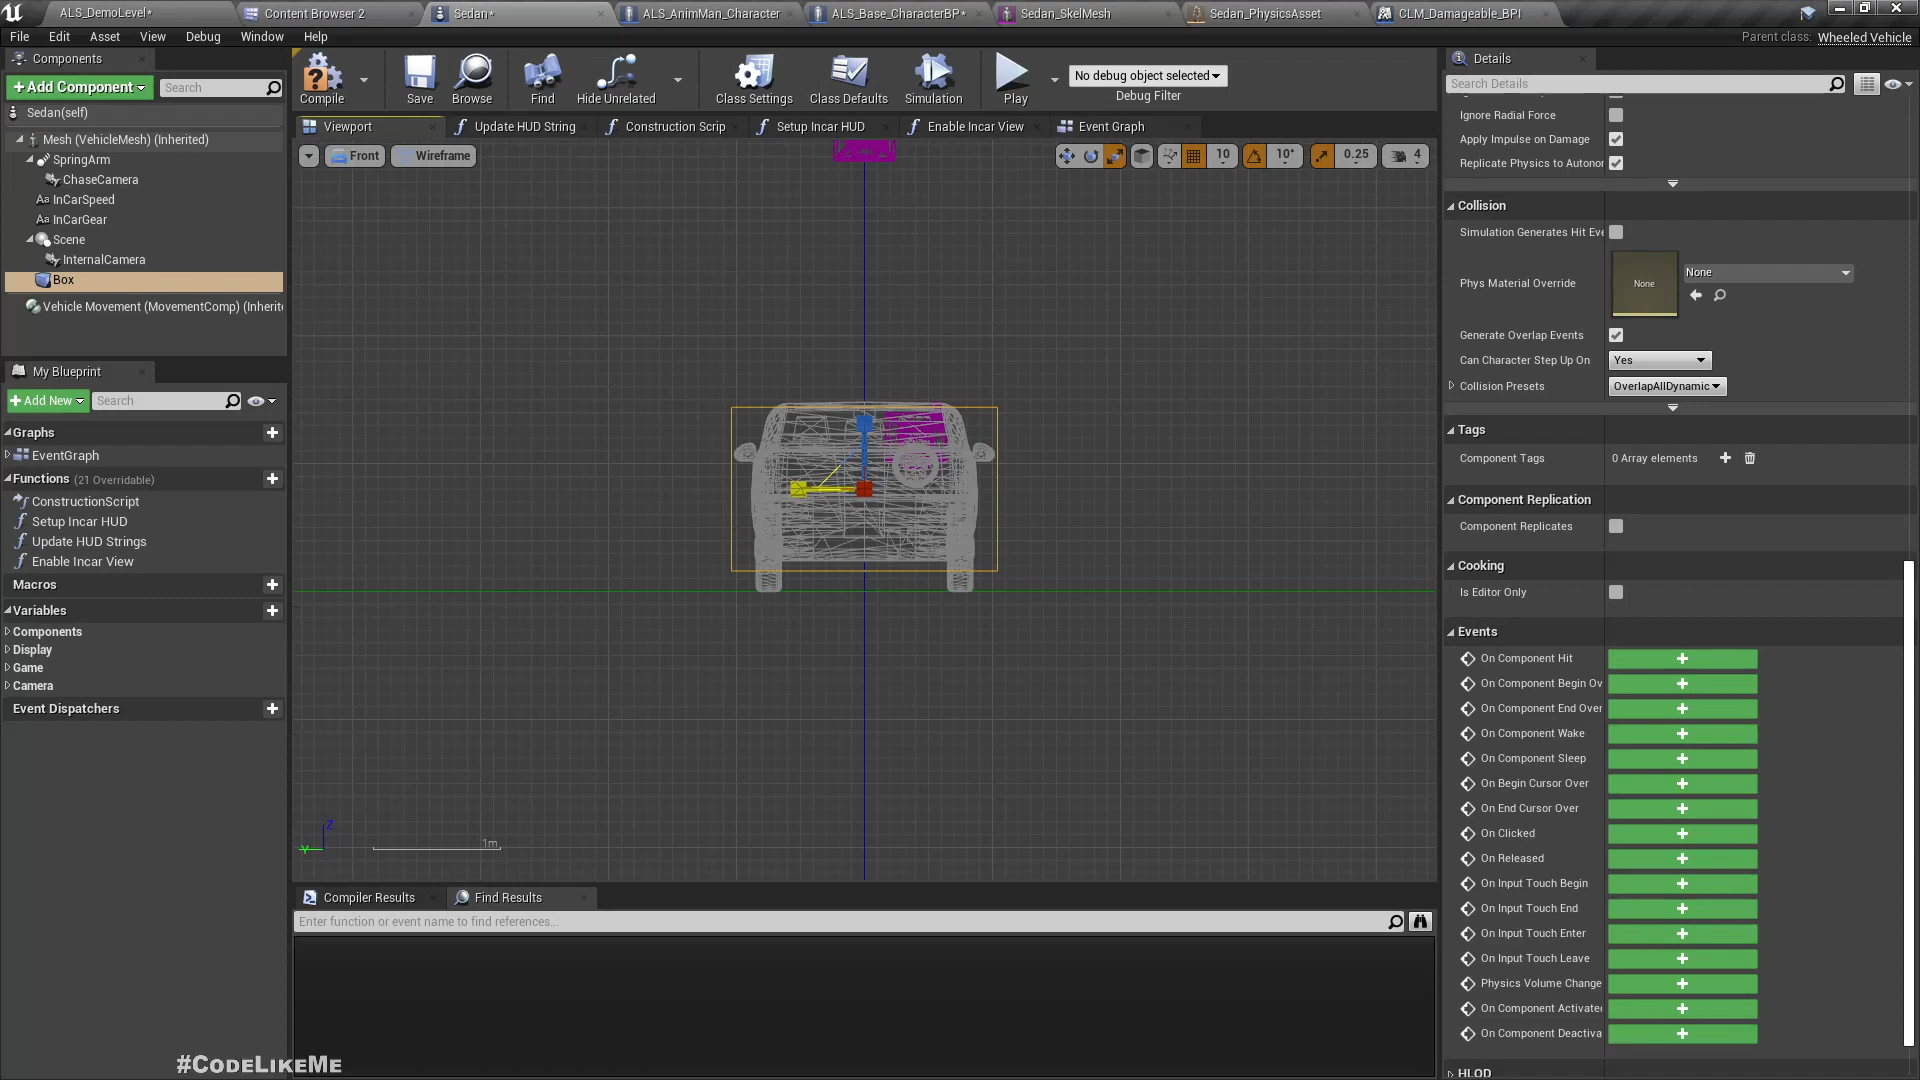 ALS_DemoLevel*
Content Browser 2
Sedan*
ALS_AnimMan_Character
ALS_Base_CharacterBP*
Sedan_SkelMesh
Sedan_PhysicsAsset
CLM_Damageable_BPI
File Edit Asset View Debug Window Help
Parent class: Wheeled Vehicle
Components
Add Component
Search
Sedan(self)
Mesh (VehicleMesh) (Inherited)
SpringArm
ChaseCamera
Aa InCarSpeed
Aa InCarGear
Scene
InternalCamera
Box
Vehicle Movement (MovementComp) (Inherit
Compile
Save
Browse
Find
Hide Unrelated
Class Settings
Class Defaults
Simulation
Play
No debug object selected
Debug Filter
Viewport
Update HUD String
Construction Scrip
Setup Incar HUD
Enable Incar View
Event Graph
Front
Wireframe
10
10°
0.25
4
Z
Y
1m
My Blueprint
Add New
Search
Graphs
EventGraph
Functions (21 Overridable)
ConstructionScript
Setup Incar HUD
Update HUD Strings
Enable Incar View
Macros
Variables
Components
Display
Game
Camera
Event Dispatchers
Compiler Results
Find Results
Enter function or event name to find references...
Details
Search Details
Ignore Radial Force
Apply Impulse on Damage
Replicate Physics to Autonor
Collision
Simulation Generates Hit Eve
Phys Material Override
None
None
Generate Overlap Events
Can Character Step Up On
Yes
Collision Presets
OverlapAllDynamic
Tags
Component Tags
0 Array elements
Component Replication
Component Replicates
Cooking
Is Editor Only
Events
On Component Hit
On Component Begin Ov
On Component End Over
On Component Wake
On Component Sleep
On Begin Cursor Over
On End Cursor Over
On Clicked
On Released
On Input Touch Begin
On Input Touch End
On Input Touch Enter
On Input Touch Leave
Physics Volume Change
On Component Activated
On Component Deactiva
HLOD
#CodeLikeMe